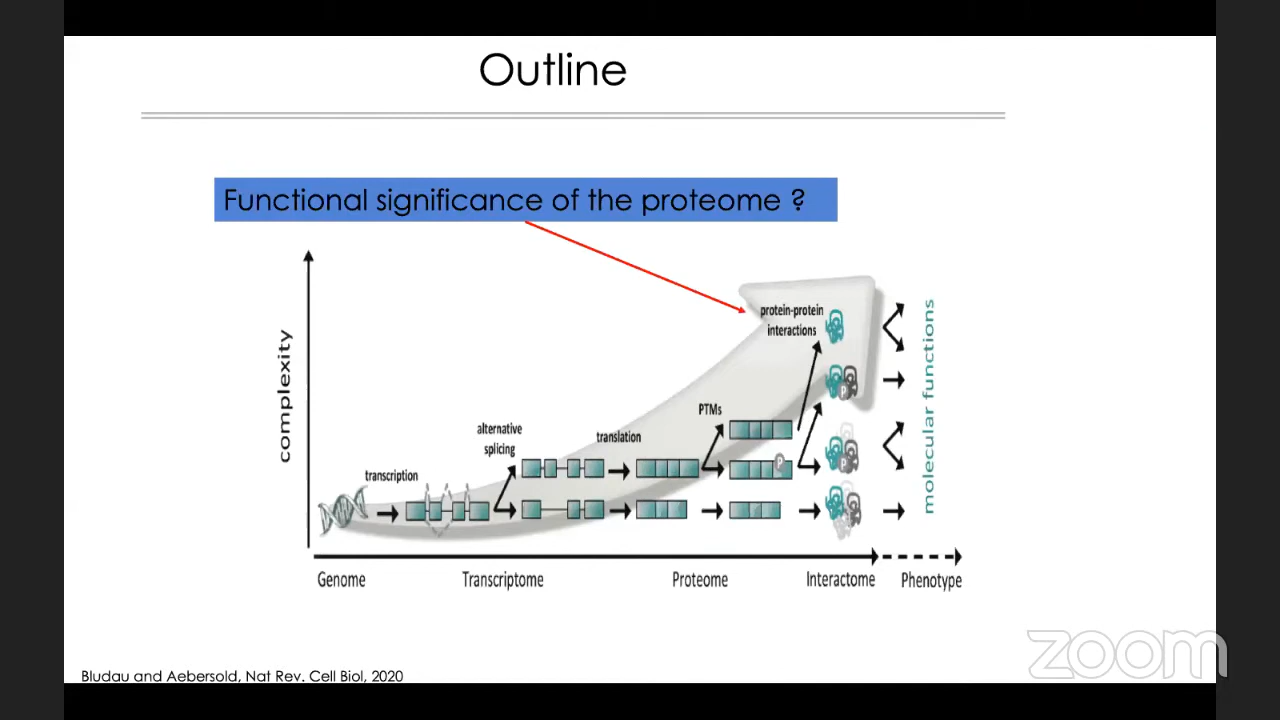 Outline
Functional significance of the proteome ?
protein-protein
interactions
complexity
molecular functions
PTMs
alternative
splicing
translation
transcription
P
P
P
Genome
Transcriptome
Proteome
Interactome
Phenotype
Bludau and Aebersold, Nat Rev. Cell Biol, 2020
zoom